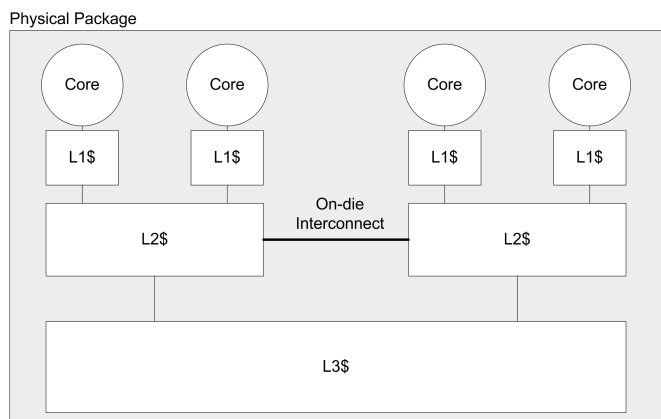 Physical Package
Core
Core
Core
Core
L1$
L1$
L1$
L1$
On-die
Interconnect
L2$
L2$
L3$